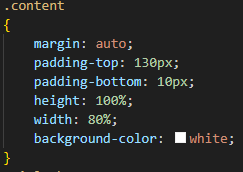 .content
{
margin: auto;
padding-top: 130px;
padding-bottom: 10px;
height: 100%;
width: 80%;
background-color: white;
}